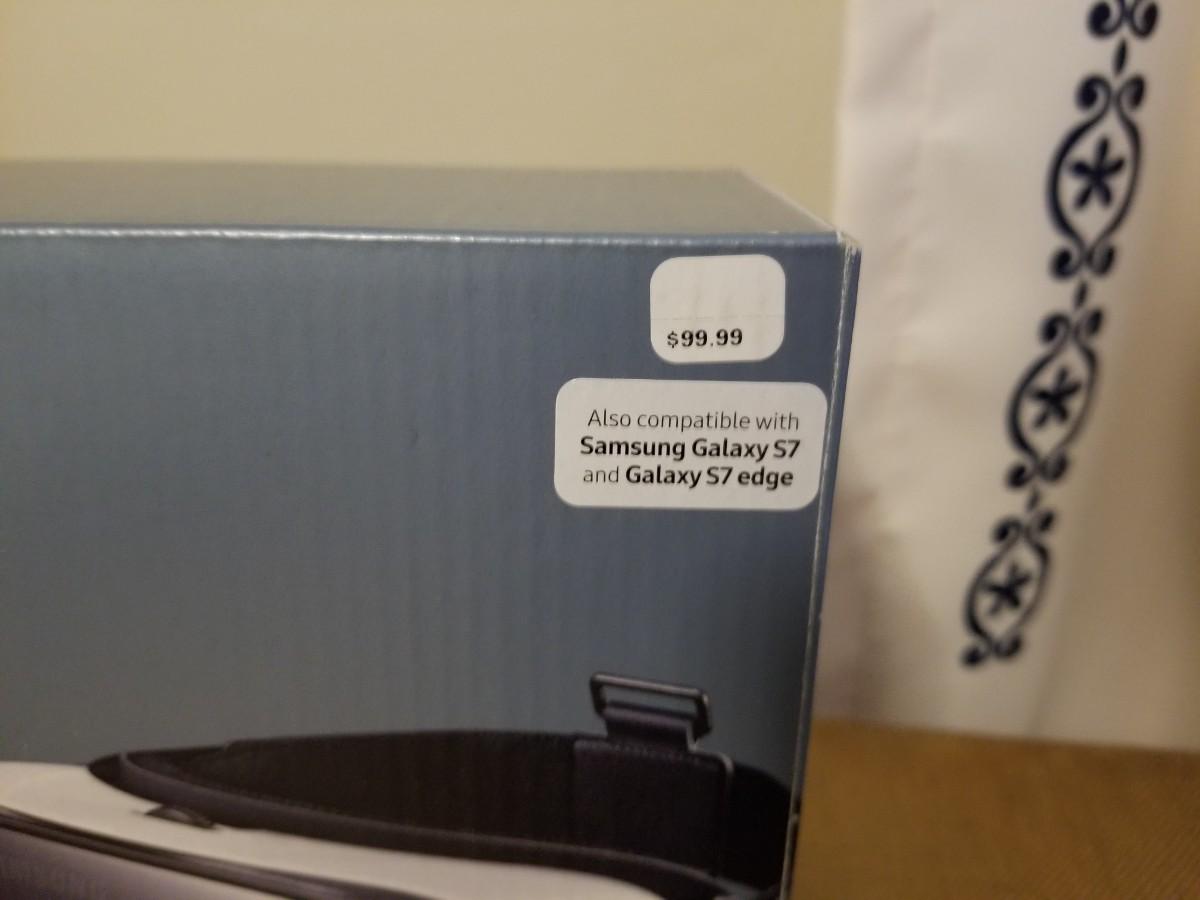 $99.99
Also compatible with
Samsung Galaxy S7
and Galaxy S7 edge